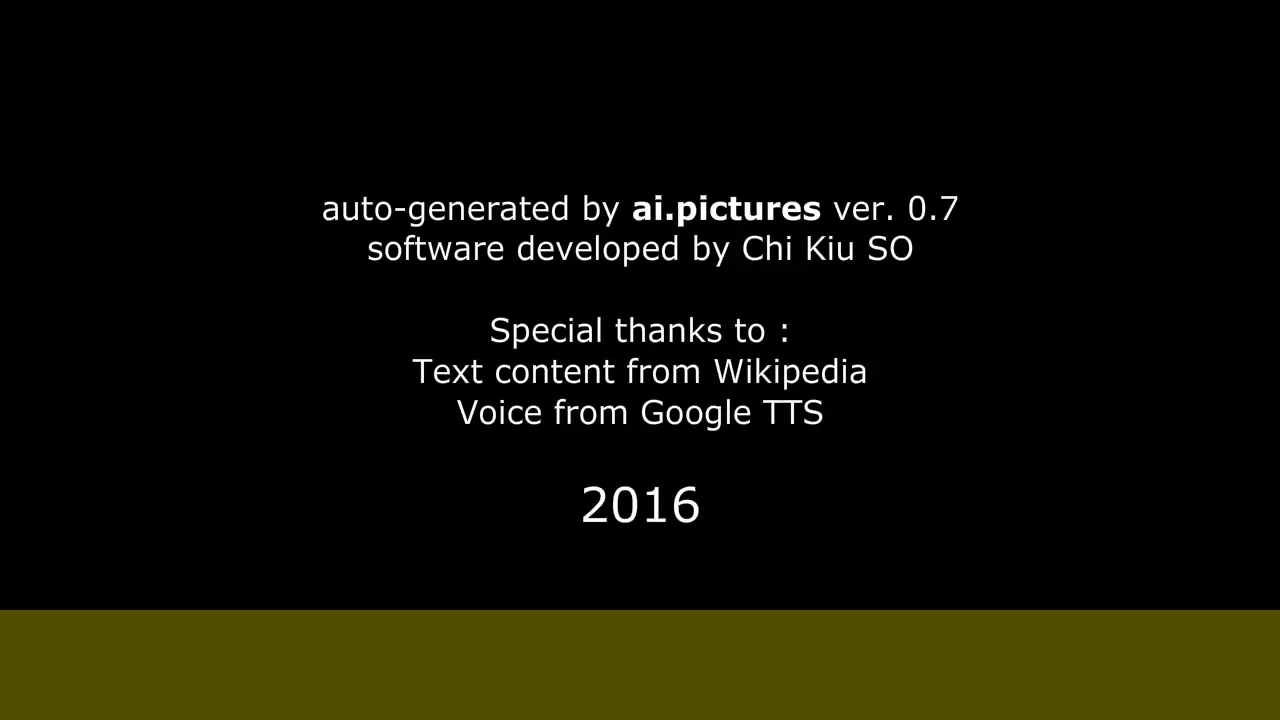 auto-generated by ai.pictures ver. 0.7
software developed by Chi Kiu SO
Special thanks to :
Text content from Wikipedia
Voice from Google TTS
2016